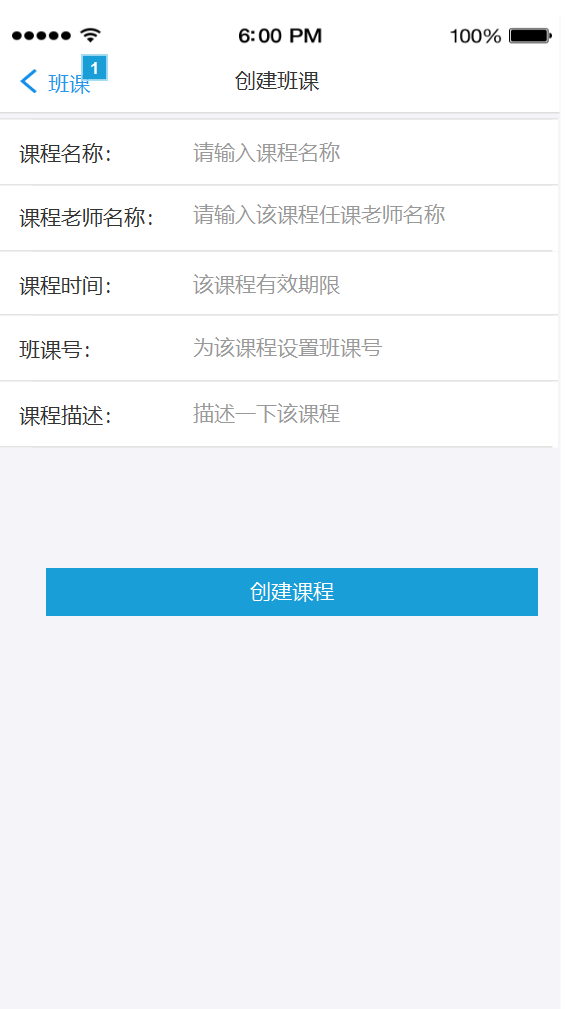 6:00 PM 100%
班课 1 创建班课
课程名称: 请输入课程名称
课程老师名称: 请输入该课程任课老师名称
课程时间: 该课程有效期限
班课号: 为该课程设置班课号
课程描述: 描述一下该课程
创建课程